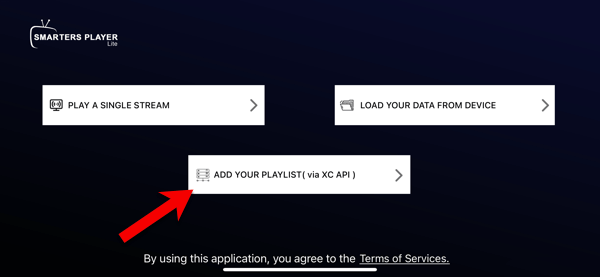 SMARTERS PLAYER
Lite
PLAY A SINGLE STREAM
LOAD YOUR DATA FROM DEVICE
ADD YOUR PLAYLIST( via XC API )
By using this application, you agree to the Terms of Services.